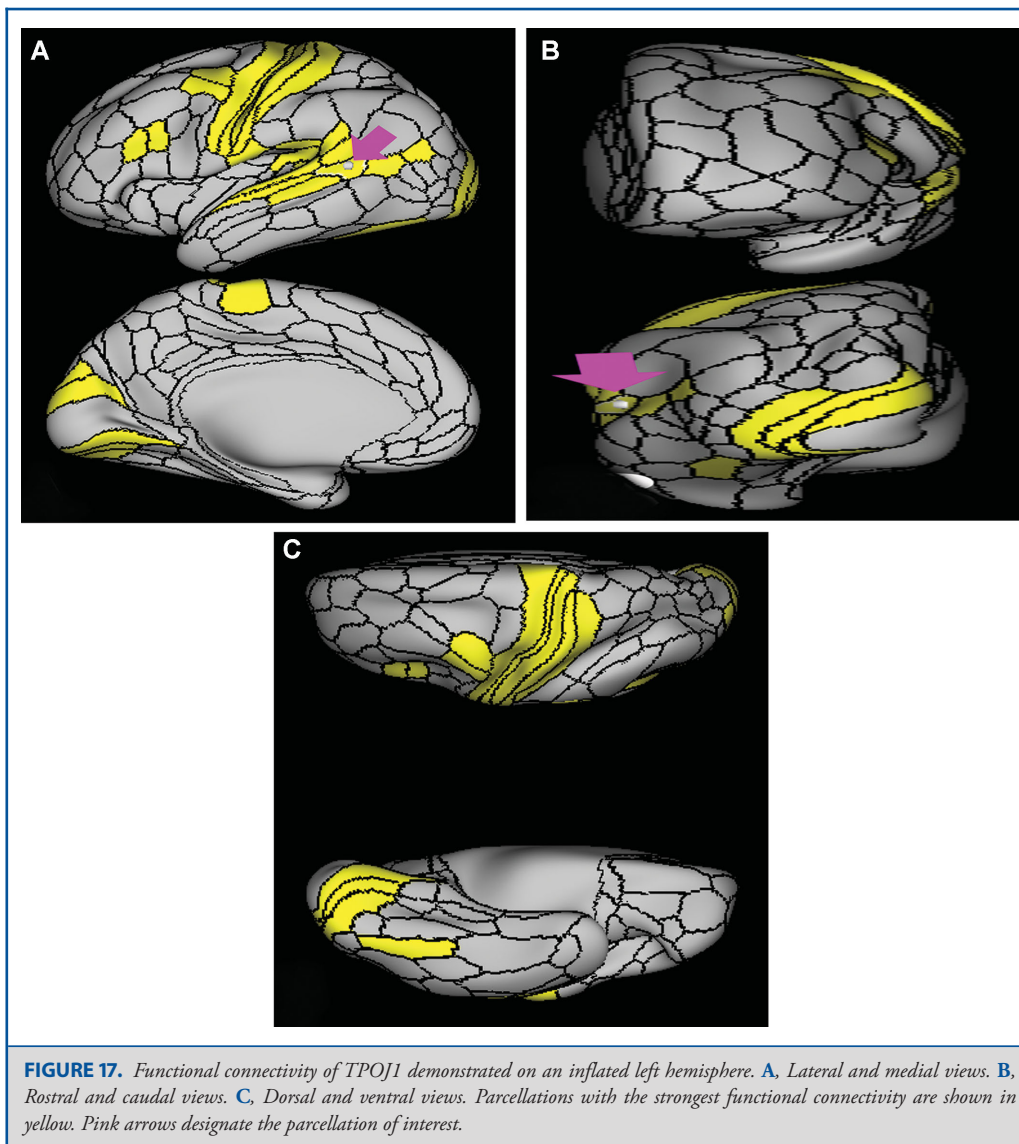 A
B
C
FIGURE 17. Functional connectivity of TPOJ1 demonstrated on an inflated left hemisphere. A, Lateral and medial views. B,
Rostral and caudal views. C, Dorsal and ventral views. Parcellations with the strongest functional connectivity are shown in
yellow. Pink arrows designate the parcellation of interest.